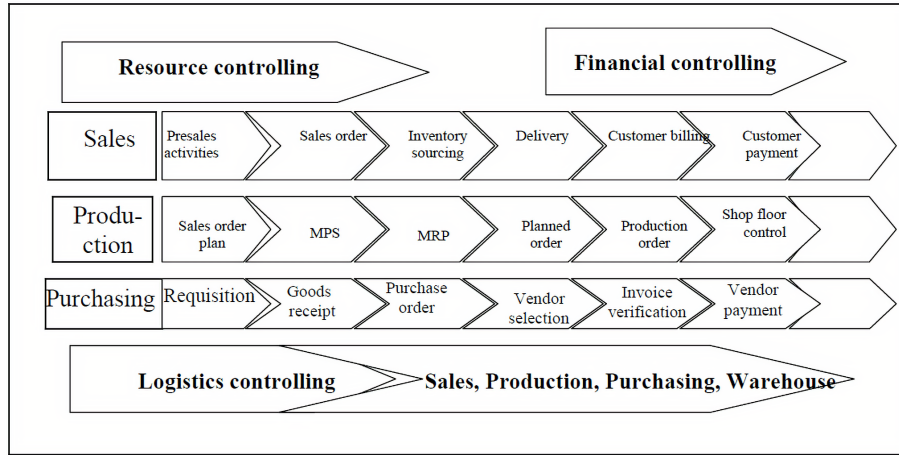 Resource controlling
Financial controlling
Sales
Presales
activities
Sales order
Inventory
sourcing
Delivery
Customer billing
Customer
payment
Produ-
ction
Sales order
plan
MPS
MRP
Planned
order
Production
order
Shop floor
control
Purchasing
Requisition
Goods
receipt
Purchase
order
Vendor
selection
Invoice
verification
Vendor
payment
Logistics controlling
Sales, Production, Purchasing, Warehouse